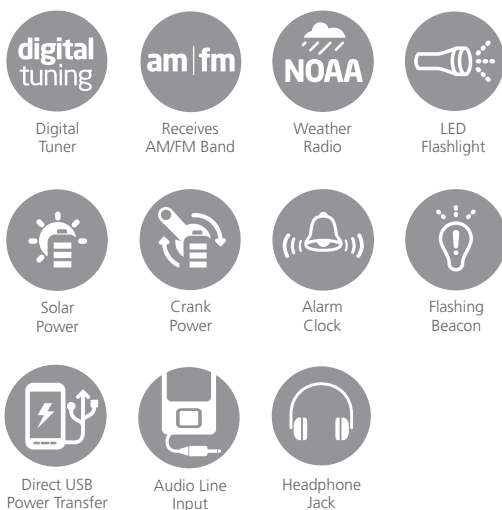 digital
tuning
Digital
Tuner
am|fm
Receives
AM/FM Band
NOAA
Weather
Radio
LED
Flashlight
Solar
Power
Crank
Power
Alarm
Clock
Flashing
Beacon
Direct USB
Power Transfer
Audio Line
Input
Headphone
Jack